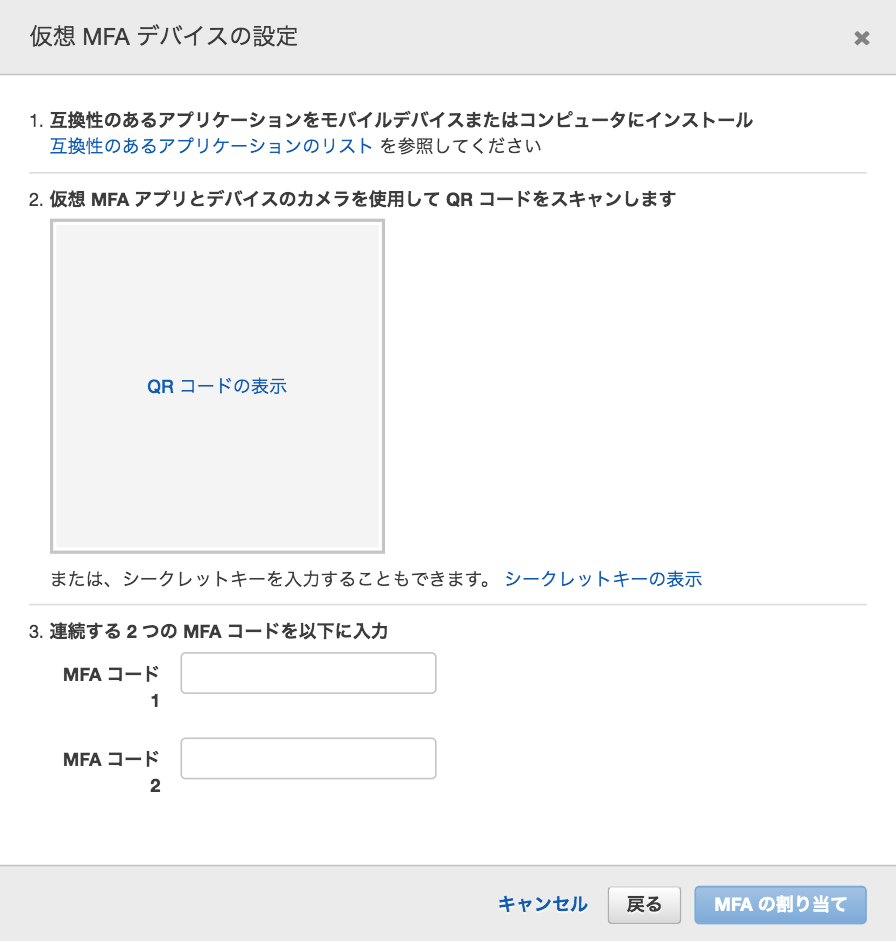 仮想 MFA デバイスの設定
1. 互換性のあるアプリケーションをモバイルデバイスまたはコンピュータにインストール
互換性のあるアプリケーションのリスト を参照してください
2. 仮想 MFA アプリとデバイスのカメラを使用して QR コードをスキャンします
QR コードの表示
または、シークレットキーを入力することもできます。 シークレットキーの表示
3. 連続する 2 つの MFA コードを以下に入力
MFA コード
1
MFA コード
2
キャンセル 戻る MFA の割り当て